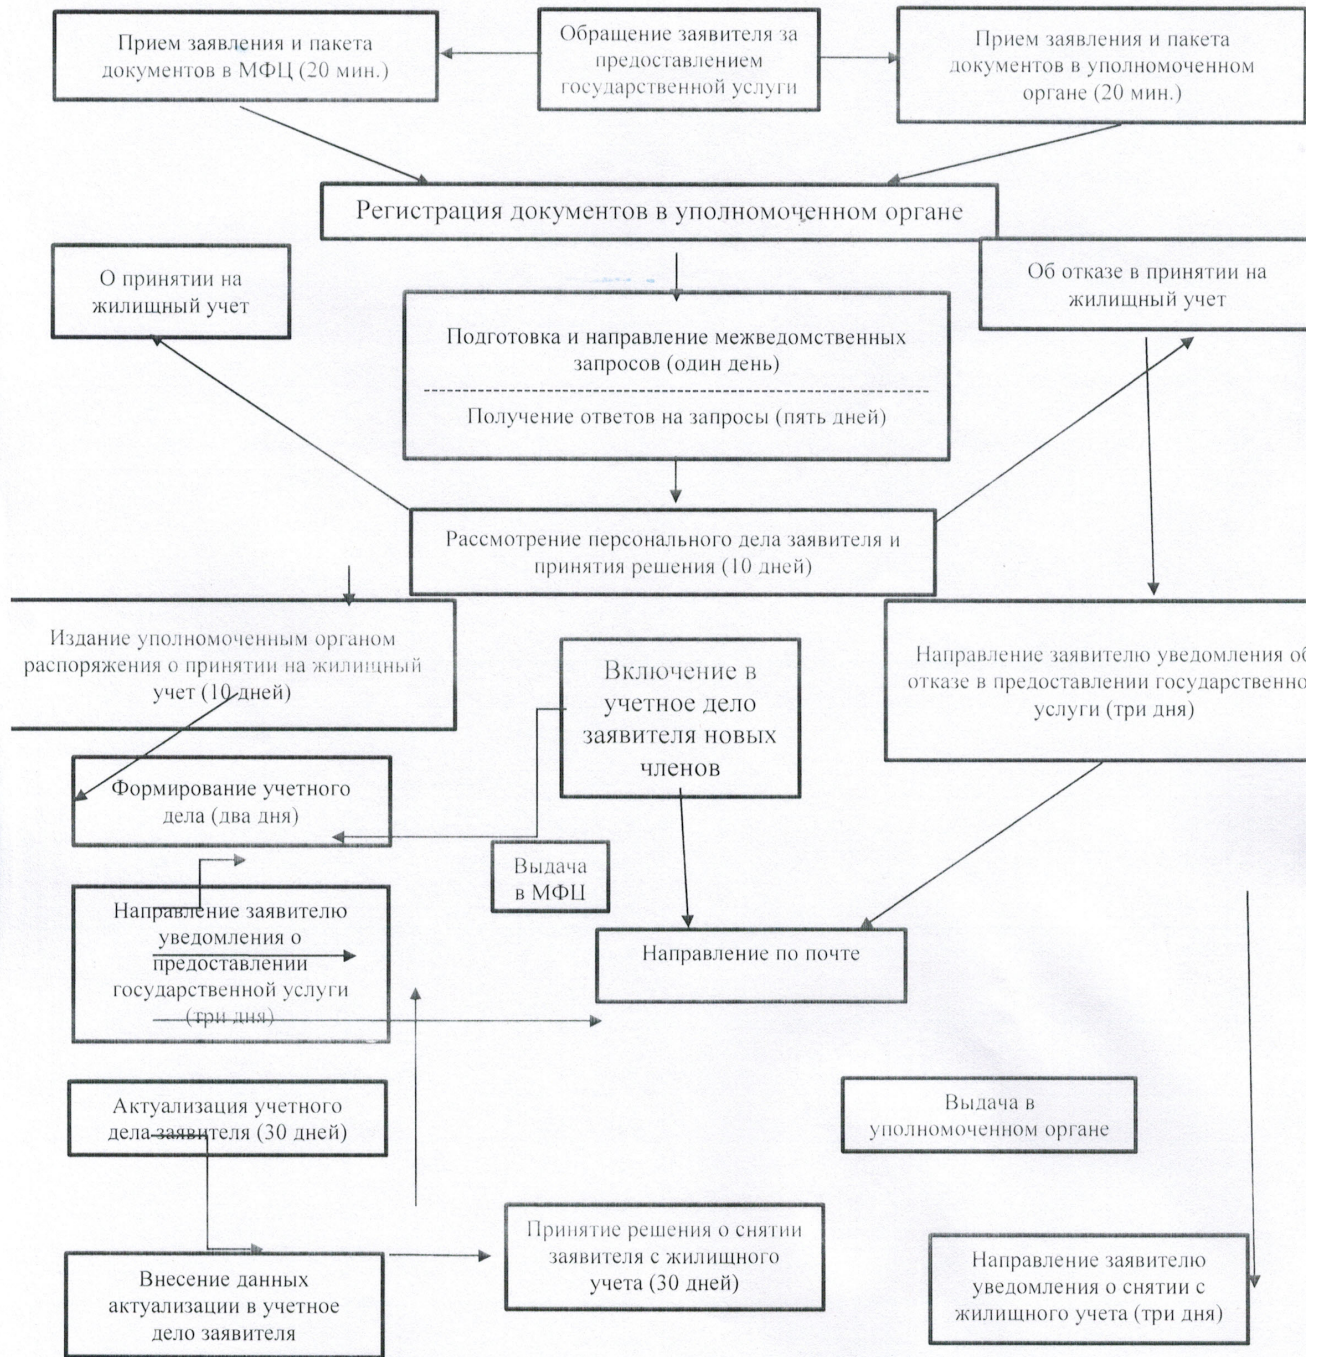 Прием заявления и пакета
документов в МФЦ (20 мин.)
Обращение заявителя за
предоставлением
государственной услуги
Прием заявления и пакета
документов в уполномоченном
органе (20 мин.)
Регистрация документов в уполномоченном органе
О принятии на
жилищный учет
Об отказе в принятии на
жилищный учет
Подготовка и направление межведомственных
запросов (один день)
Получение ответов на запросы (пять дней)
Рассмотрение персонального дела заявителя и
принятия решения (10 дней)
Издание уполномоченным органом
распоряжения о принятии на жилищный
учет (10 дней)
Включение в
учетное дело
заявителя новых
членов
Направление заявителю уведомления об
отказе в предоставлении государственно
услуги (три дня)
Формирование учетного
дела (два дня)
Выдача
в МФЦ
Направление заявителю
уведомления о
предоставлении
государственной услуги
(три дня)
Направление по почте
Актуализация учетного
дела заявителя (30 дней)
Выдача в
уполномоченном органе
Принятие решения о снятии
заявителя с жилищного
учета (30 дней)
Направление заявителю
уведомления о снятии с
жилищного учета (три дня)
Внесение данных
актуализации в учетное
дело заявителя